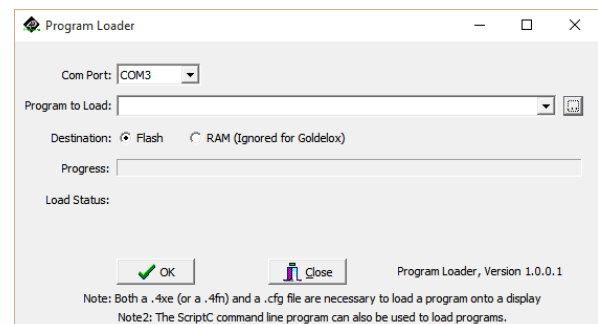 Program Loader
Com Port: COM3
Program to Load:
Destination: Flash RAM (Ignored for Goldelox)
Progress:
Load Status:
OK Close Program Loader, Version 1.0.0.1
Note: Both a .4xe (or a .4fn) and a .cfg file are necessary to load a program onto a display
Note2: The ScriptC command line program can also be used to load programs.